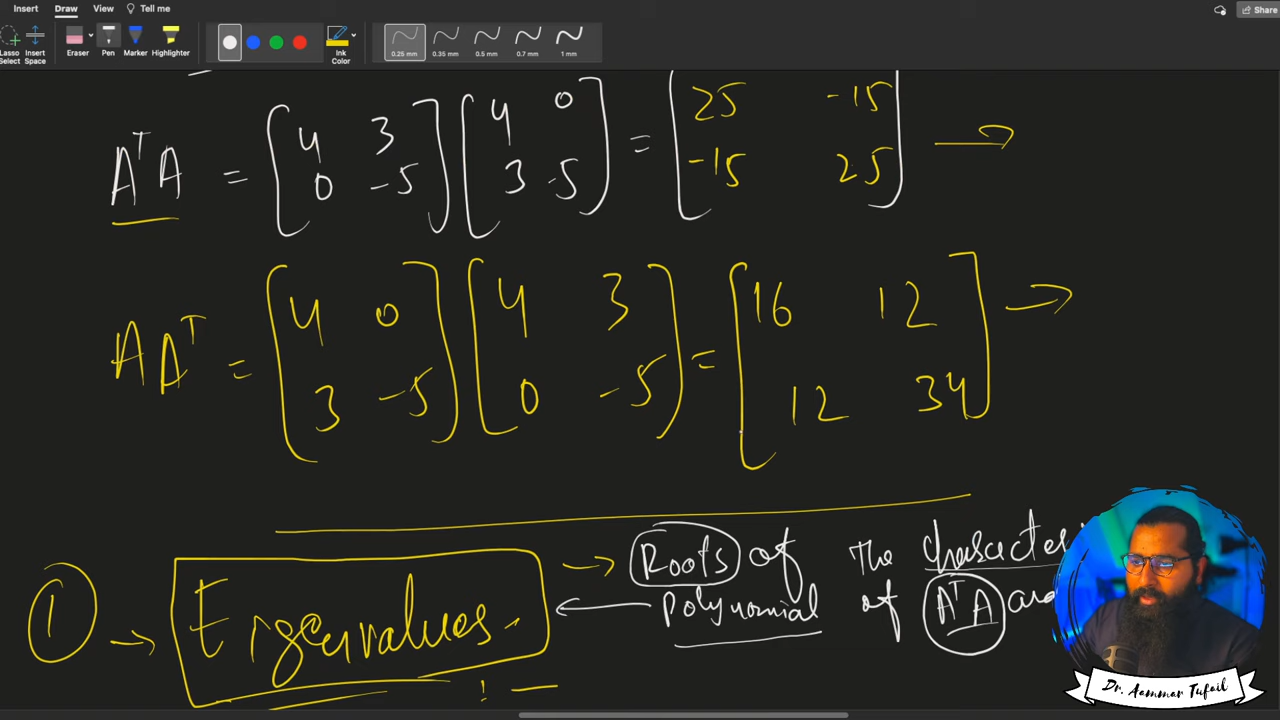 Insert Draw View Tell me
Share
Lasso Select Insert Space Eraser Pen Marker Highlighter Ink Color 0.25 mm 0.35 mm 0.5 mm 0.7 mm 1 mm
AᵀA = [4 3 [4 0 = [25 -15 →
0 -5] 3 -5] -15 25]
AAᵀ = [4 0 [4 3 = [16 12 →
3 -5] 0 -5] 12 34]
① → Eigenvalues. → Roots of the
← Polynomial of AᵀA
Dr. Aammar Tufail